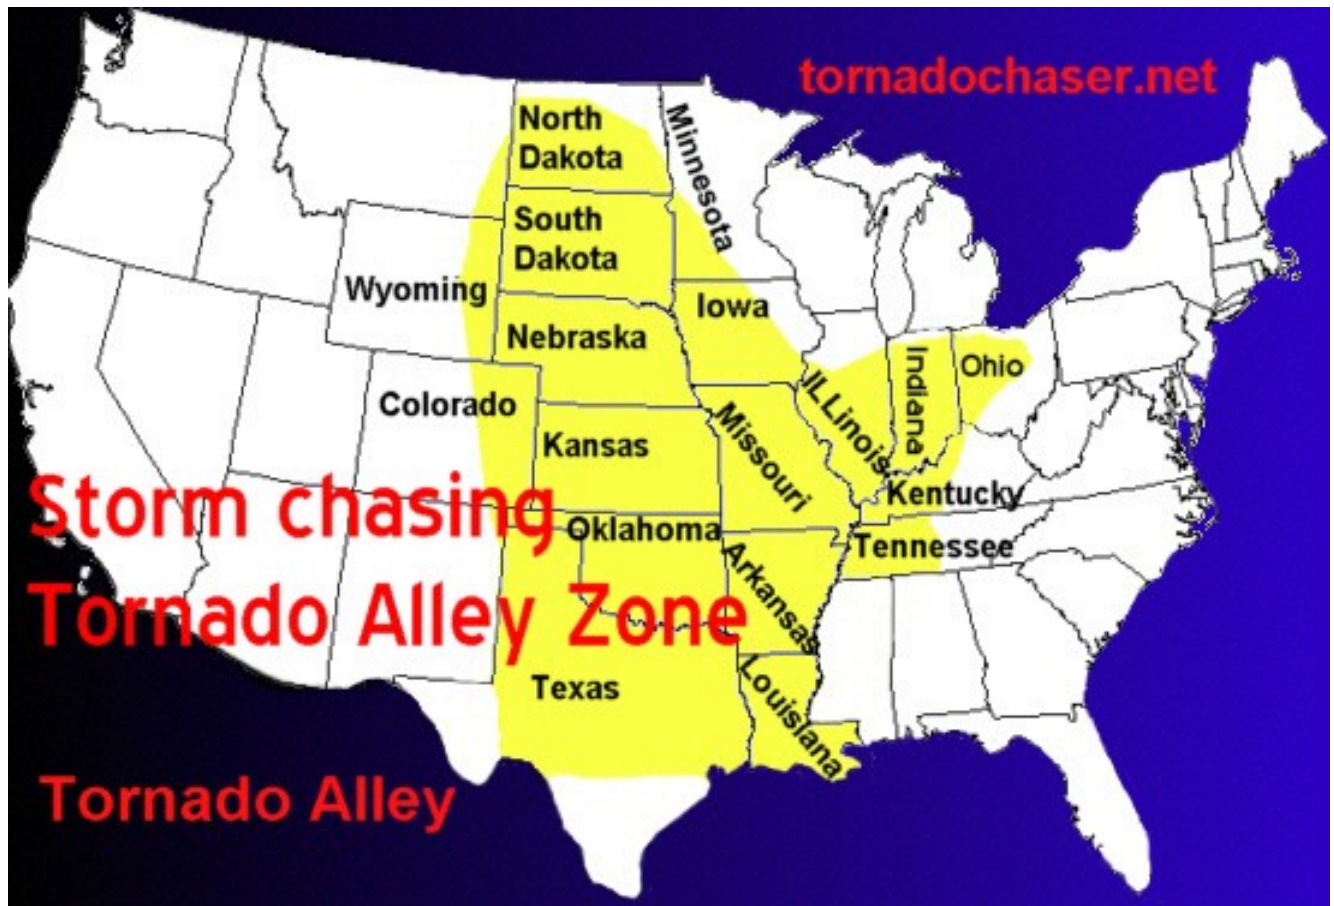 tornadochaser.net
North
Dakota
Minnesota
South
Dakota
Wyoming
Iowa
Nebraska
Indiana
Ohio
Colorado
ILLinois
Missouri
Kansas
Kentucky
Storm chasing
Oklahoma
Tennessee
Arkansas
Tornado Alley Zone
Texas
Louisiana
Tornado Alley